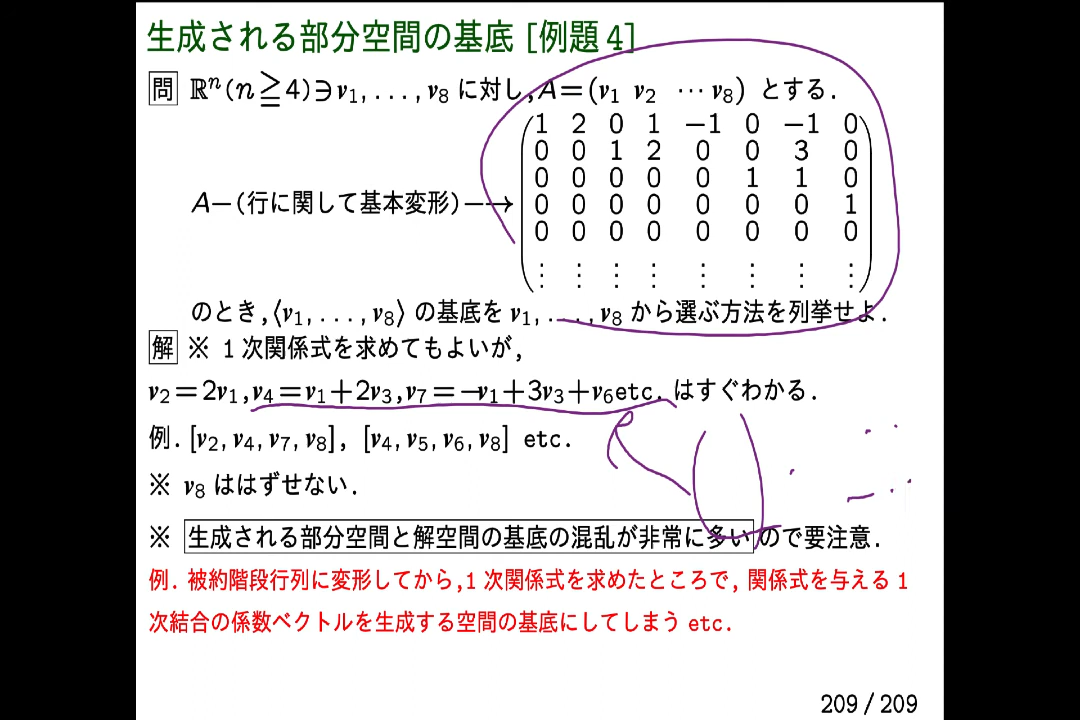 生成される部分空間の基底 [例題 4]
問 ℝⁿ(n≧4)∋v₁,...,v₈ に対し,A=(v₁ v₂ ⋯ v₈) とする.
1 2 0 1 −1 0 −1 0
0 0 1 2 0 0 3 0
0 0 0 0 0 1 1 0
A−(行に関して基本変形)−→
0 0 0 0 0 0 0 1
0 0 0 0 0 0 0 0
⋮ ⋮ ⋮ ⋮ ⋮ ⋮ ⋮ ⋮
のとき,⟨v₁,...,v₈⟩ の基底を v₁,...,v₈ から選ぶ方法を列挙せよ.
解 ※ 1 次関係式を求めてもよいが,
v₂=2v₁,v₄=v₁+2v₃,v₇=−v₁+3v₃+v₆etc. はすぐわかる.
例. [v₂,v₄,v₇,v₈], [v₄,v₅,v₆,v₈] etc.
※ v₈ ははずせない.
※ 生成される部分空間と解空間の基底の混乱が非常に多いので要注意.
例. 被約階段行列に変形してから,1 次関係式を求めたところで, 関係式を与える 1
次結合の係数ベクトルを生成する空間の基底にしてしまう etc.
209 / 209